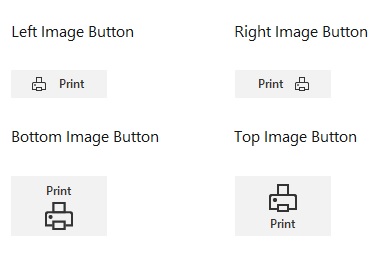 Left Image Button
Right Image Button
Print
Print
Bottom Image Button
Top Image Button
Print
Print